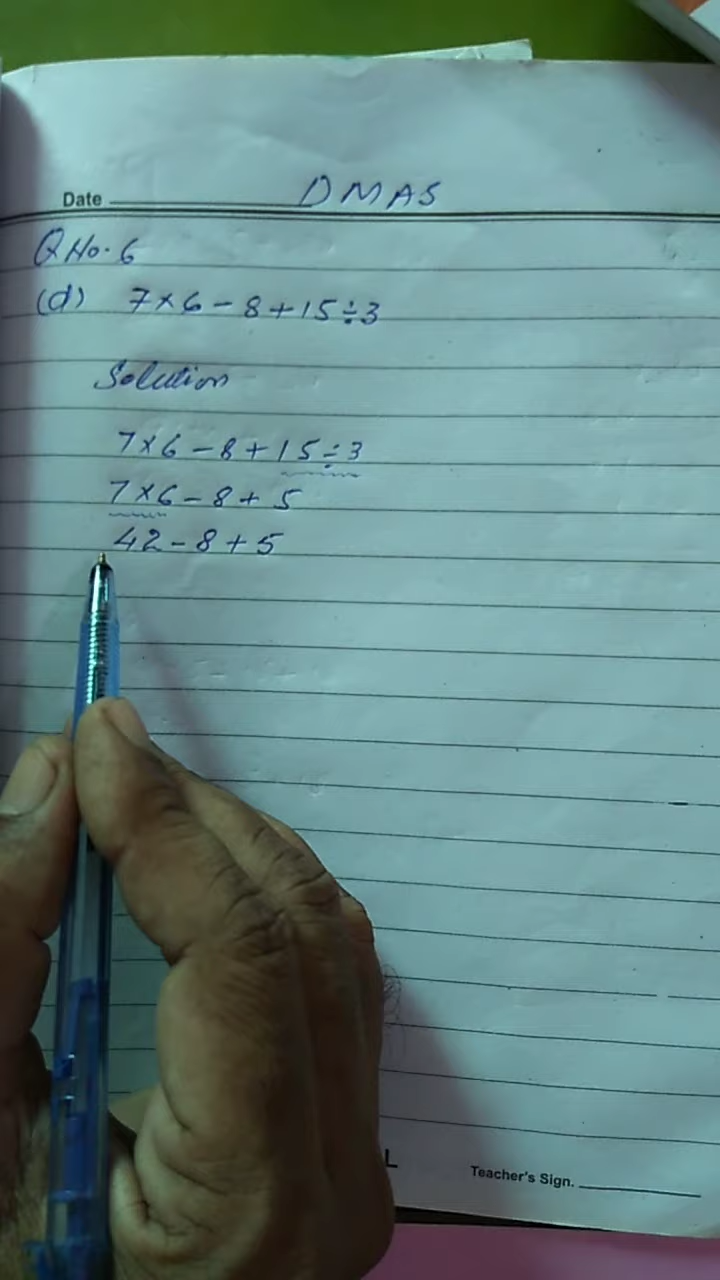 DMAS
Date
Q No. 6
(d) 7×6-8+15÷3
Solution
7×6-8+15÷3
7×6-8+5
42-8+5
L
Teacher's Sign.